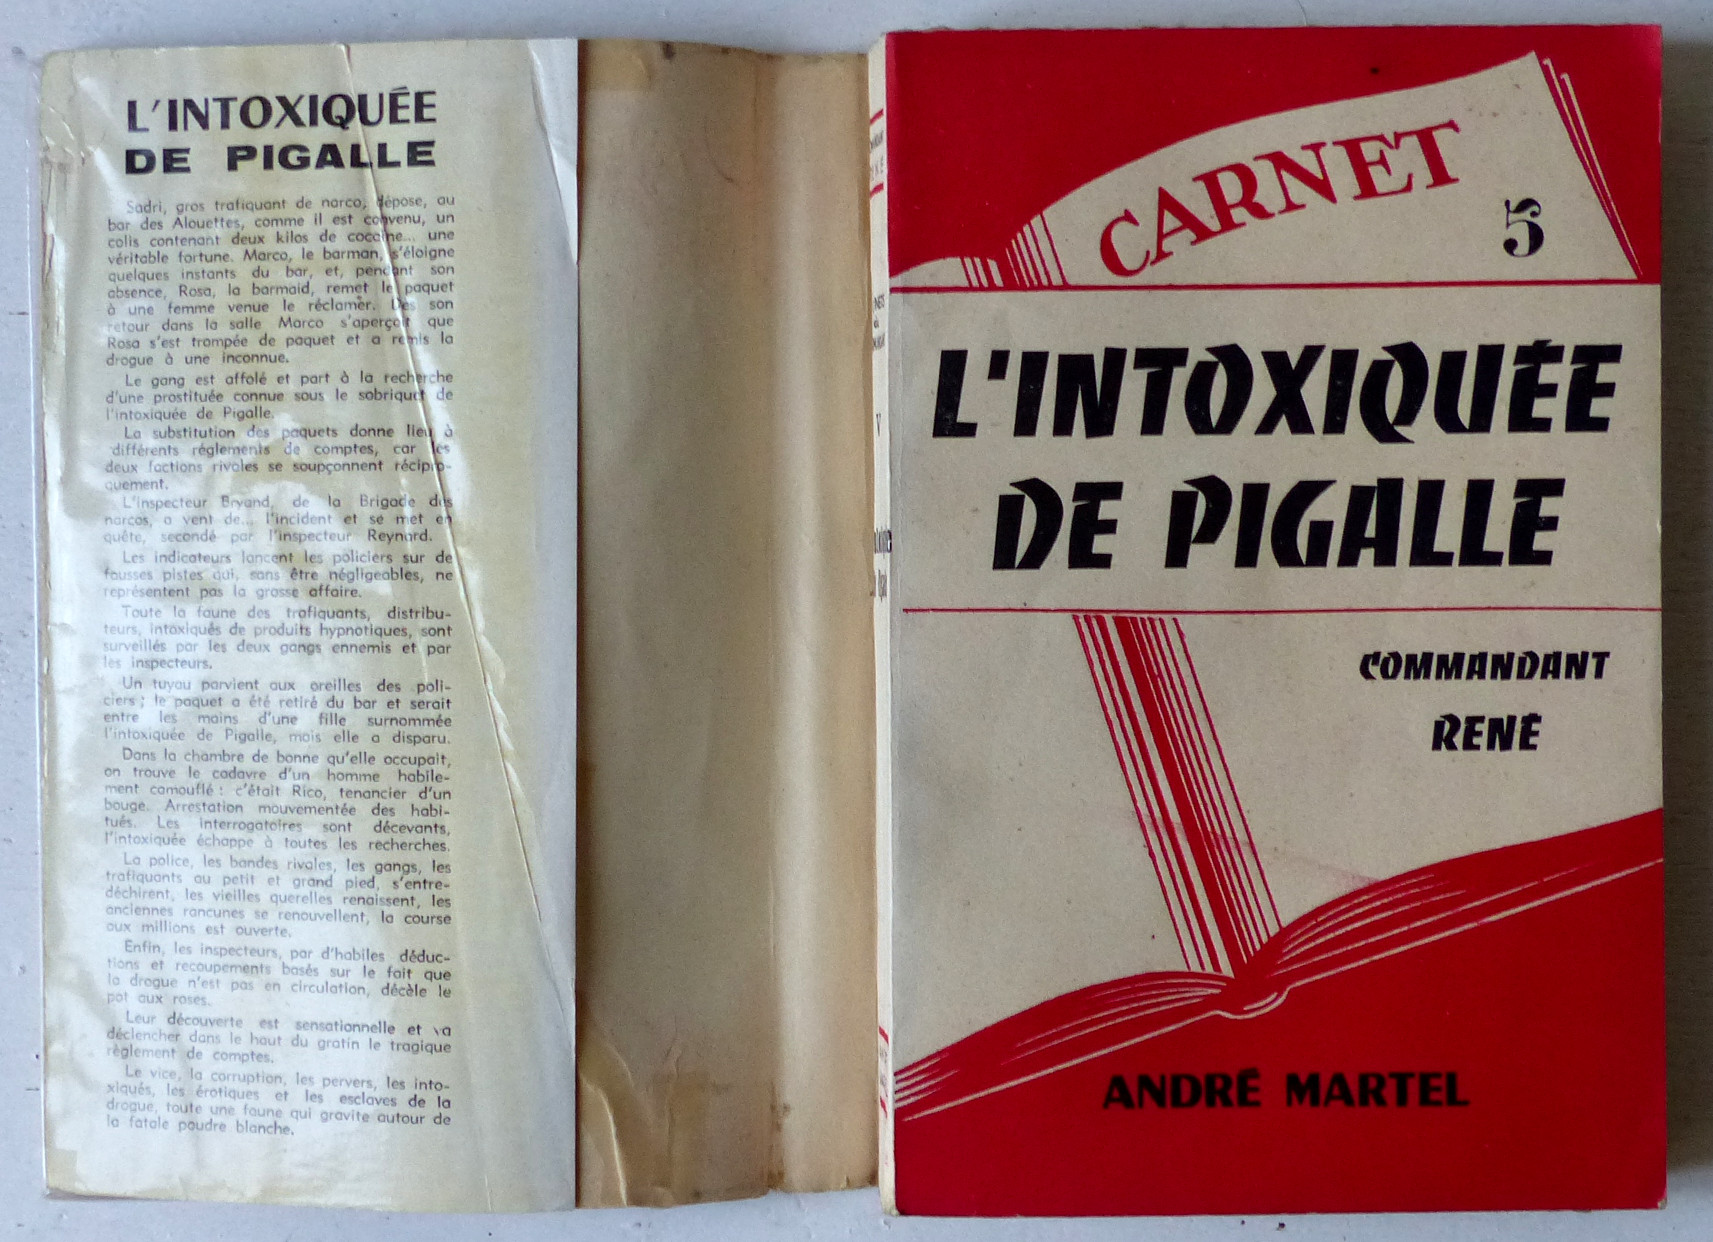 L'INTOXIQUÉE
DE PIGALLE
Sadri, gros trafiquant de narco, dépose, au
bar des Alouettes, comme il est convenu, un
colis contenant deux kilos de cocaïne... une
véritable fortune. Marco, le barman, s'éloigne
quelques instants du bar, et, pendant son
absence, Rosa, la barmaid, remet le paquet
à une femme venue le réclamer. Dès son
retour dans la salle Marco s'aperçoit que
Rosa s'est trompée de paquet et a remis la
drogue à une inconnue.
Le gang est affolé et part à la recherche
d'une prostituée connue sous le sobriquet de
l'intoxiquée de Pigalle.
La substitution des paquets donne lieu à
différents réglements de comptes, car les
deux factions rivales se soupçonnent récipro-
quement.
L'inspecteur Bryand, de la Brigade des
narcos, a vent de... l'incident et se met en
quête, secondé par l'inspecteur Reynard.
Les indicateurs lancent les policiers sur de
fausses pistes qui, sans être négligeables, ne
représentent pas la grosse affaire.
Toute la faune des trafiquants, distribu-
teurs, intoxiqués de produits hypnotiques, sont
surveillés par les deux gangs ennemis et par
les inspecteurs.
Un tuyau parvient aux oreilles des poli-
ciers ; le paquet a été retiré du bar et serait
entre les mains d'une fille surnommée
l'intoxiquée de Pigalle, mais elle a disparu.
Dans la chambre de bonne qu'elle occupait,
on trouve le cadavre d'un homme habile-
ment camouflé : c'était Rico, tenancier d'un
bouge. Arrestation mouvementée des habi-
tués. Les interrogatoires sont décevants,
l'intoxiquée échappe à toutes les recherches.
La police, les bandes rivales, les gangs, les
trafiquants au petit et grand pied, s'entre-
déchirent, les vieilles querelles renaissent, les
anciennes rancunes se renouvellent, la course
aux millions est ouverte.
Enfin, les inspecteurs, par d'habiles déduc-
tions et recoupements basés sur le fait que
la drogue n'est pas en circulation, décèle le
pot aux roses.
Leur découverte est sensationnelle et va
déclencher dans le haut du gratin le tragique
règlement de comptes.
Le vice, la corruption, les pervers, les into-
xiqués, les érotiques et les esclaves de la
drogue, toute une faune qui gravite autour de
la fatale poudre blanche.
V
CARNET
5
L'INTOXIQUÉE
DE PIGALLE
COMMANDANT
RENÉ
ANDRÉ MARTEL